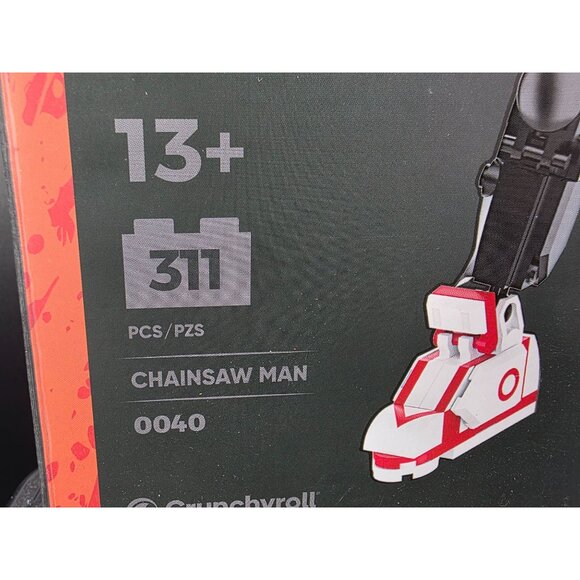 13+
311
PCS/PZS
CHAINSAW MAN
0040
Crunchyroll